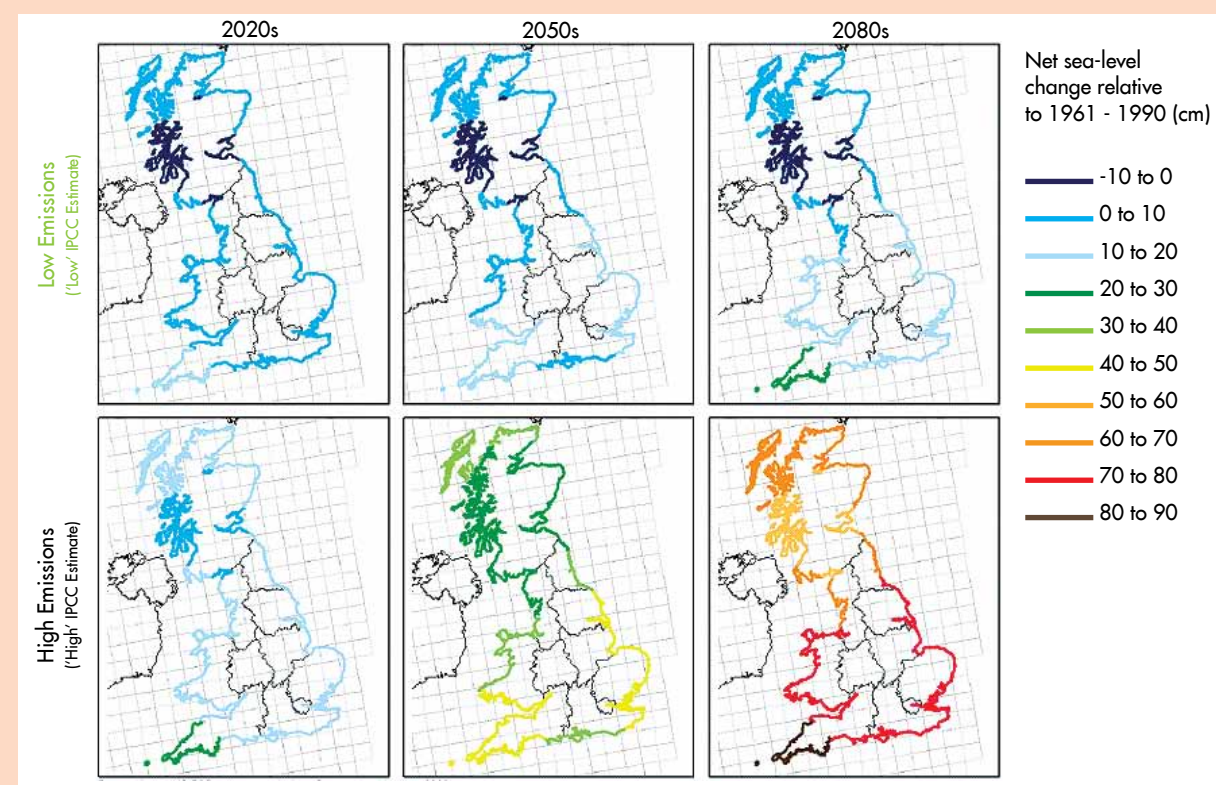 2020s
2050s
2080s
Net sea-level
change relative
to 1961 - 1990 (cm)
Low Emissions
('Low' IPCC Estimate)
-10 to 0
0 to 10
10 to 20
20 to 30
30 to 40
40 to 50
50 to 60
60 to 70
70 to 80
80 to 90
High Emissions
('High' IPCC Estimate)